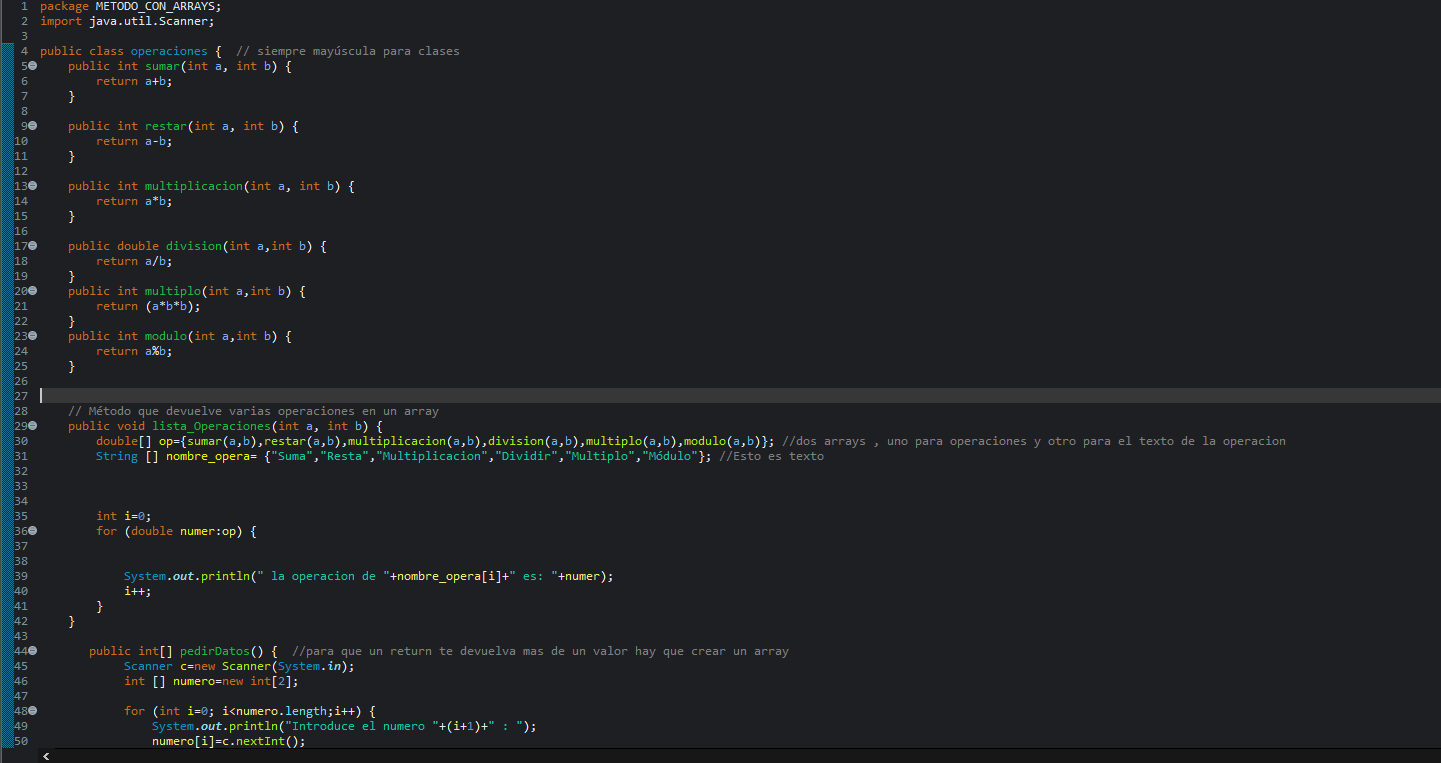 1 package METODO_CON_ARRAYS;
2 import java.util.Scanner;
3
4 public class operaciones {  // siempre mayúscula para clases
5     public int sumar(int a, int b) {
6         return a+b;
7     }
8
9     public int restar(int a, int b) {
10         return a-b;
11     }
12
13     public int multiplicacion(int a, int b) {
14         return a*b;
15     }
16
17     public double division(int a,int b) {
18         return a/b;
19     }
20     public int multiplo(int a,int b) {
21         return (a*b*b);
22     }
23     public int modulo(int a,int b) {
24         return a%b;
25     }
26
27
28     // Método que devuelve varias operaciones en un array
29     public void lista_Operaciones(int a, int b) {
30         double[] op={sumar(a,b),restar(a,b),multiplicacion(a,b),division(a,b),multiplo(a,b),modulo(a,b)}; //dos arrays , uno para operaciones y otro para el texto de la operacion
31         String [] nombre_opera= {"Suma","Resta","Multiplicacion","Dividir","Multiplo","Módulo"}; //Esto es texto
32
33
34
35         int i=0;
36         for (double numer:op) {
37
38
39             System.out.println(" la operacion de "+nombre_opera[i]+" es: "+numer);
40             i++;
41         }
42     }
43
44        public int[] pedirDatos() {  //para que un return te devuelva mas de un valor hay que crear un array
45             Scanner c=new Scanner(System.in);
46             int [] numero=new int[2];
47
48             for (int i=0; i<numero.length;i++) {
49                 System.out.println("Introduce el numero "+(i+1)+" : ");
50                 numero[i]=c.nextInt();